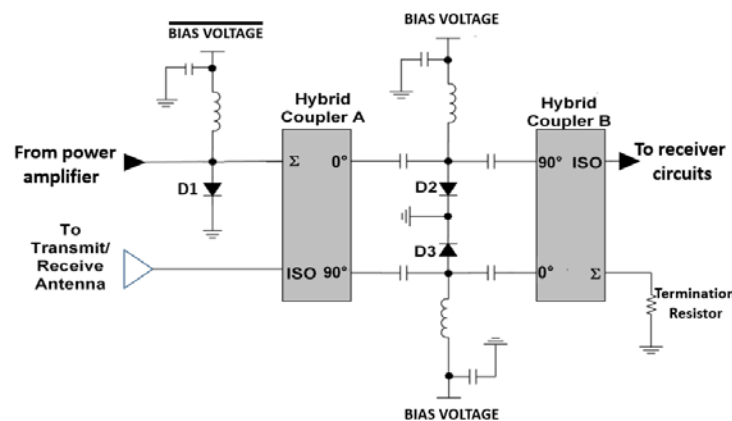 BIAS VOLTAGE
BIAS VOLTAGE
Hybrid
Coupler A
Hybrid
Coupler B
From power
amplifier
Σ
0°
90°
ISO
To receiver
circuits
D1
D2
To
Transmit/
Receive
Antenna
D3
ISO
90°
0°
Σ
Termination
Resistor
BIAS VOLTAGE